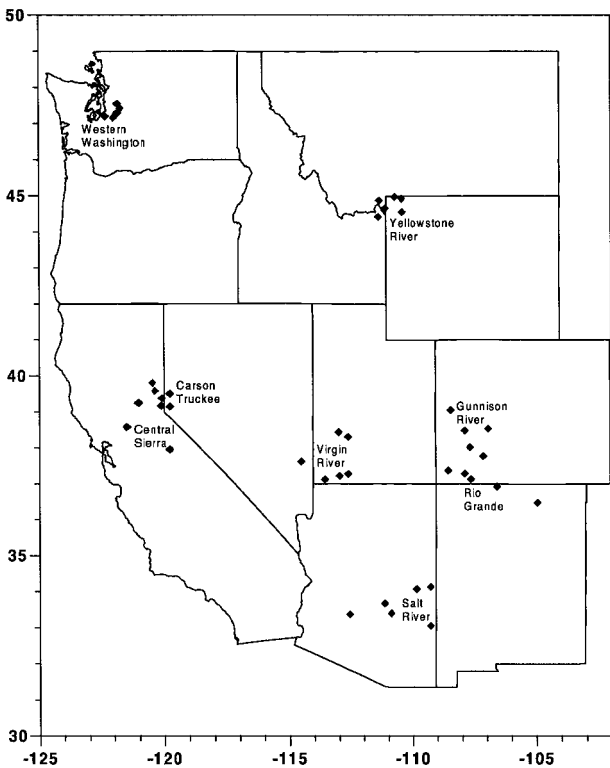 50
Western
Washington
45
Yellowstone
River
40
Carson
Truckee
Gunnison
River
Central
Sierra
Virgin
River
Rio
Grande
35
Salt
River
30
-125
-120
-115
-110
-105